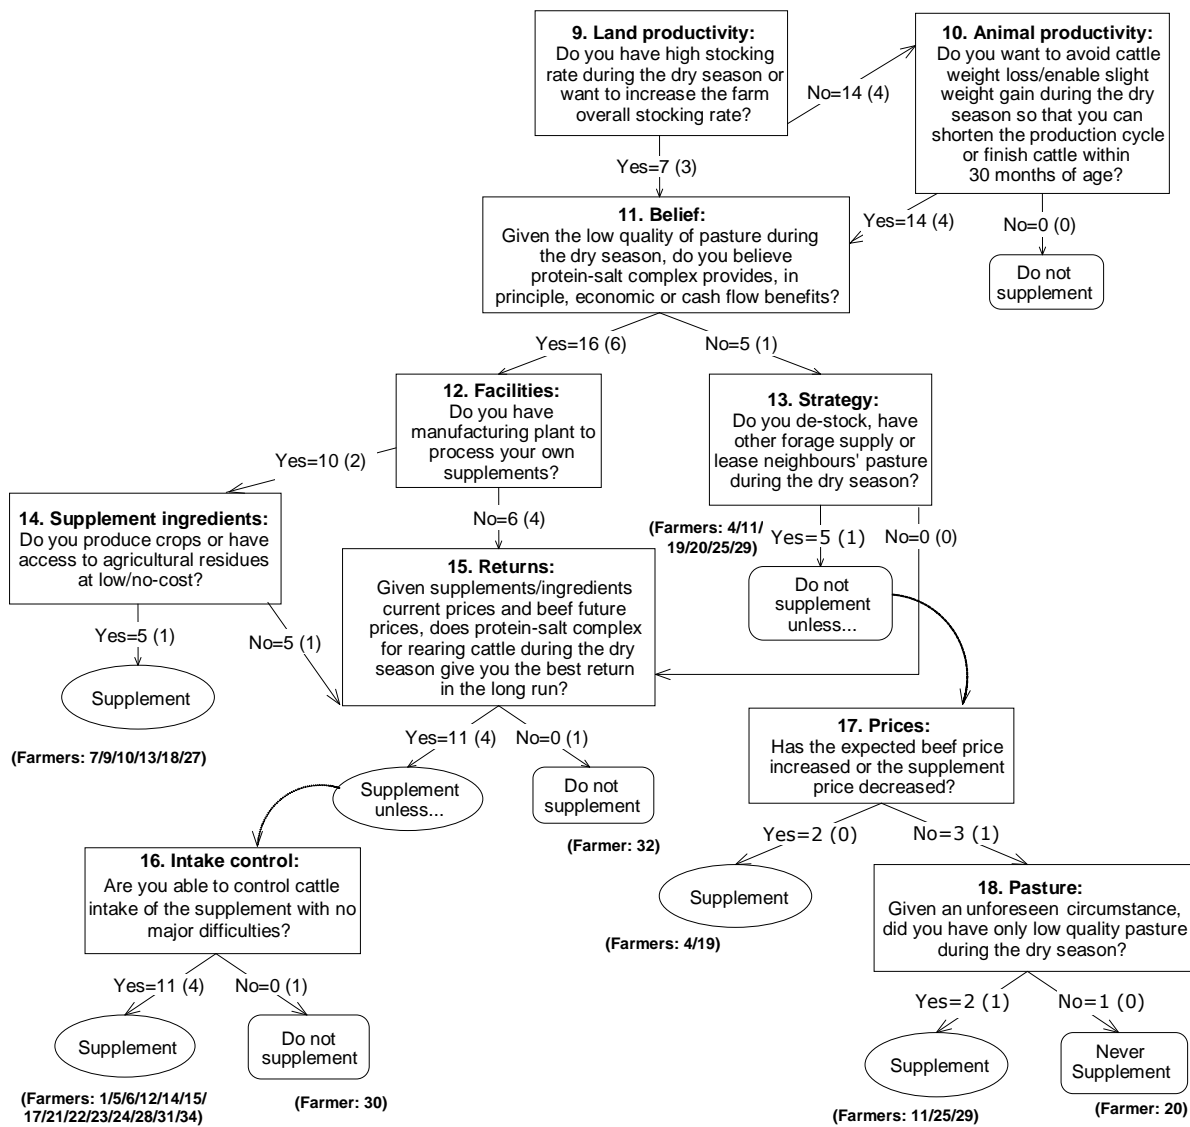 9. Land productivity:
Do you have high stocking
rate during the dry season or
want to increase the farm
overall stocking rate?
10. Animal productivity:
Do you want to avoid cattle
weight loss/enable slight
weight gain during the dry
season so that you can
shorten the production cycle
or finish cattle within
30 months of age?
No=14 (4)
Yes=7 (3)
Yes=14 (4)
No=0 (0)
Do not
supplement
11. Belief:
Given the low quality of pasture during
the dry season, do you believe
protein-salt complex provides, in
principle, economic or cash flow benefits?
Yes=16 (6)
No=5 (1)
12. Facilities:
Do you have
manufacturing plant to
process your own
supplements?
13. Strategy:
Do you de-stock, have
other forage supply or
lease neighbours' pasture
during the dry season?
Yes=10 (2)
No=6 (4)
(Farmers: 4/11/
19/20/25/29)
Yes=5 (1)
No=0 (0)
14. Supplement ingredients:
Do you produce crops or have
access to agricultural residues
at low/no-cost?
15. Returns:
Given supplements/ingredients
current prices and beef future
prices, does protein-salt complex
for rearing cattle during the dry
season give you the best return
in the long run?
Do not
supplement
unless...
Yes=5 (1)
No=5 (1)
Supplement
(Farmers: 7/9/10/13/18/27)
Yes=11 (4)
No=0 (1)
Supplement
unless...
Do not
supplement
(Farmer: 32)
17. Prices:
Has the expected beef price
increased or the supplement
price decreased?
Yes=2 (0)
No=3 (1)
16. Intake control:
Are you able to control cattle
intake of the supplement with no
major difficulties?
Supplement
(Farmers: 4/19)
18. Pasture:
Given an unforeseen circumstance,
did you have only low quality pasture
during the dry season?
Yes=11 (4)
No=0 (1)
Yes=2 (1)
No=1 (0)
Supplement
Do not
supplement
Supplement
Never
Supplement
(Farmers: 1/5/6/12/14/15/
17/21/22/23/24/28/31/34)
(Farmer: 30)
(Farmers: 11/25/29)
(Farmer: 20)